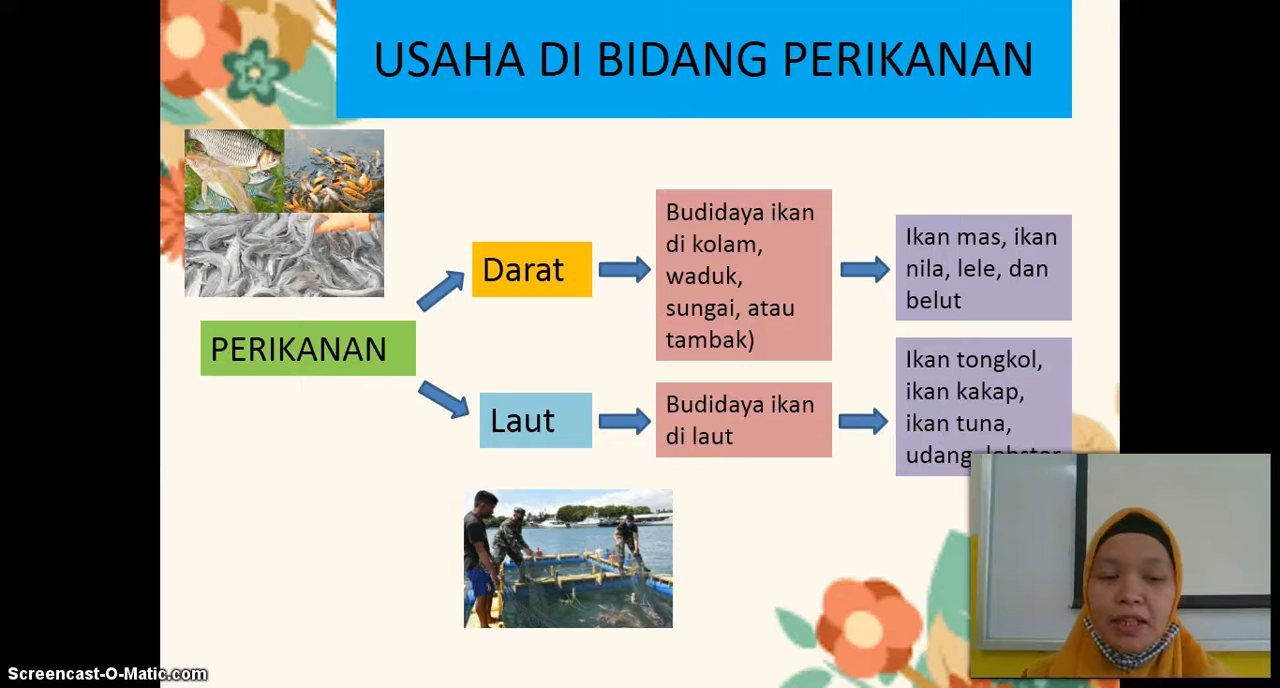 USAHA DI BIDANG PERIKANAN
PERIKANAN
Darat
Budidaya ikan
di kolam,
waduk,
sungai, atau
tambak)
Ikan mas, ikan
nila, lele, dan
belut
Laut
Budidaya ikan
di laut
Ikan tongkol,
ikan kakap,
ikan tuna,
udang, lobster
Screencast-O-Matic.com